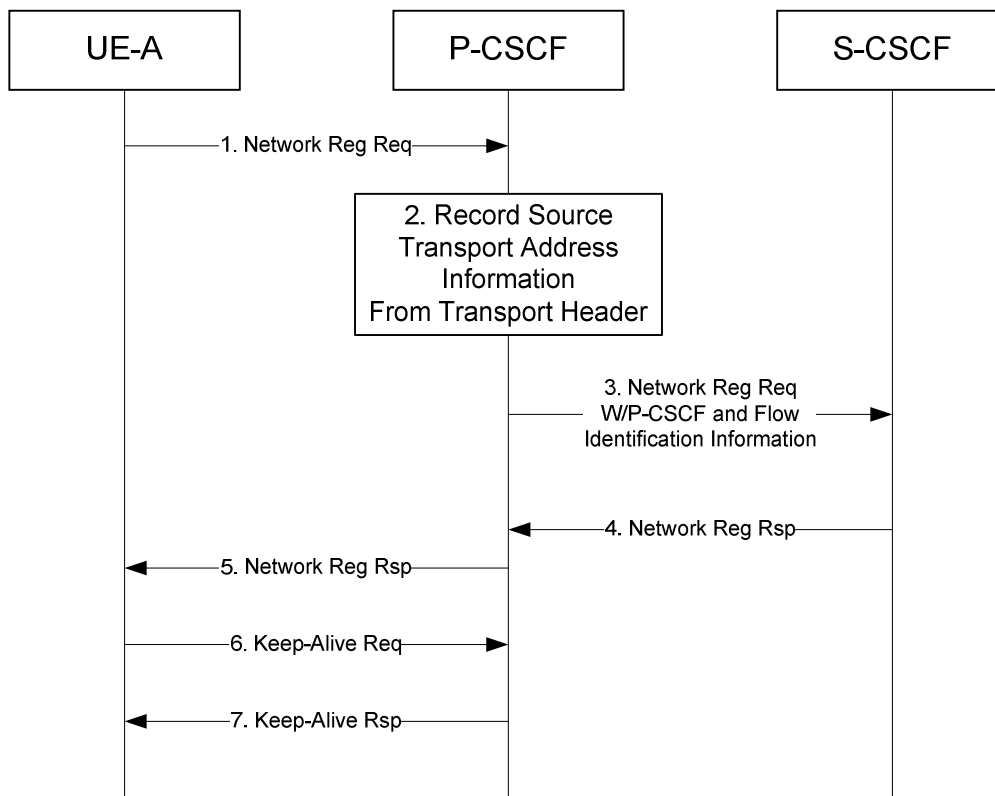 UE-A
P-CSCF
S-CSCF
1. Network Reg Req
2. Record Source
Transport Address
Information
From Transport Header
3. Network Reg Req
W/P-CSCF and Flow
Identification Information
4. Network Reg Rsp
5. Network Reg Rsp
6. Keep-Alive Req
7. Keep-Alive Rsp